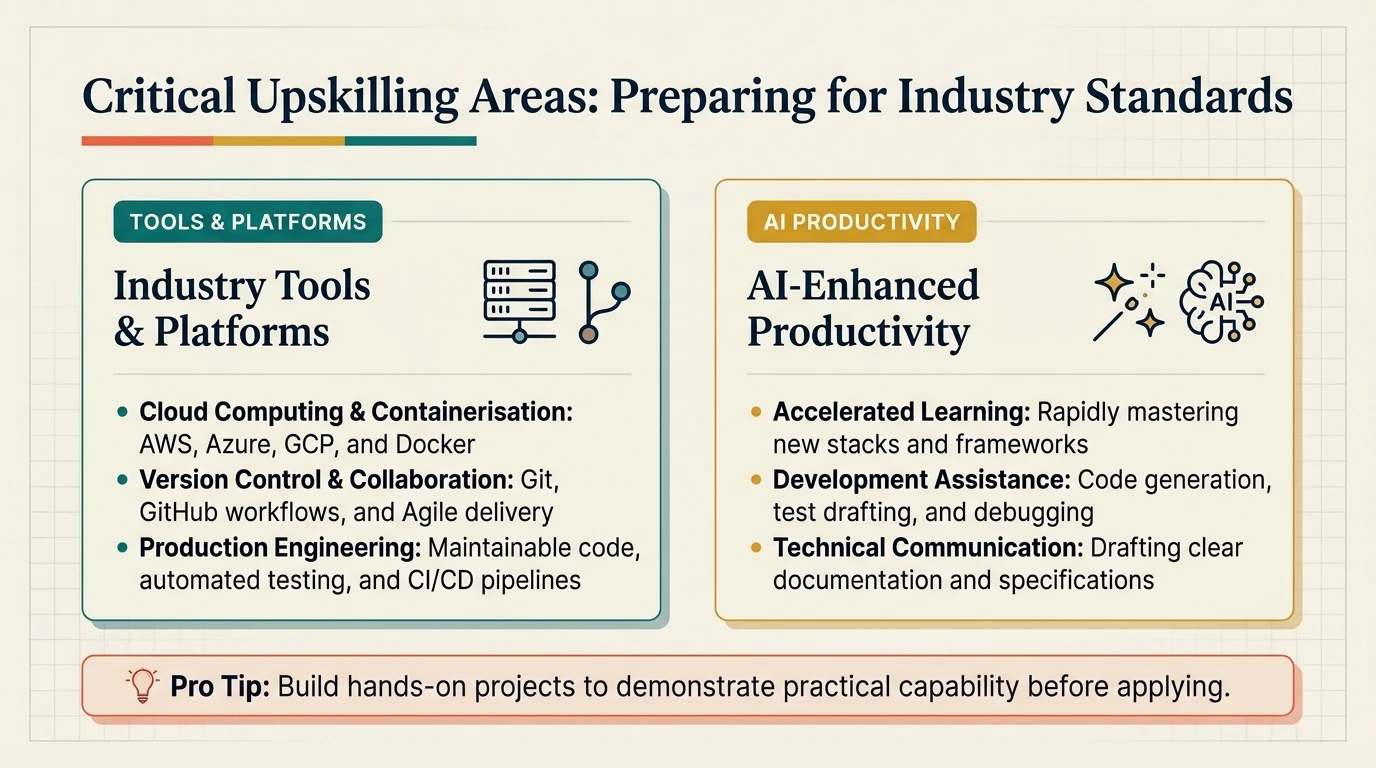 Critical Upskilling Areas: Preparing for Industry Standards
TOOLS & PLATFORMS
Industry Tools
& Platforms
• Cloud Computing & Containerisation:
AWS, Azure, GCP, and Docker
• Version Control & Collaboration: Git,
GitHub workflows, and Agile delivery
• Production Engineering: Maintainable code,
automated testing, and CI/CD pipelines
AI PRODUCTIVITY
AI-Enhanced
Productivity
AI
• Accelerated Learning: Rapidly mastering
new stacks and frameworks
• Development Assistance: Code generation,
test drafting, and debugging
• Technical Communication: Drafting clear
documentation and specifications
Pro Tip: Build hands-on projects to demonstrate practical capability before applying.